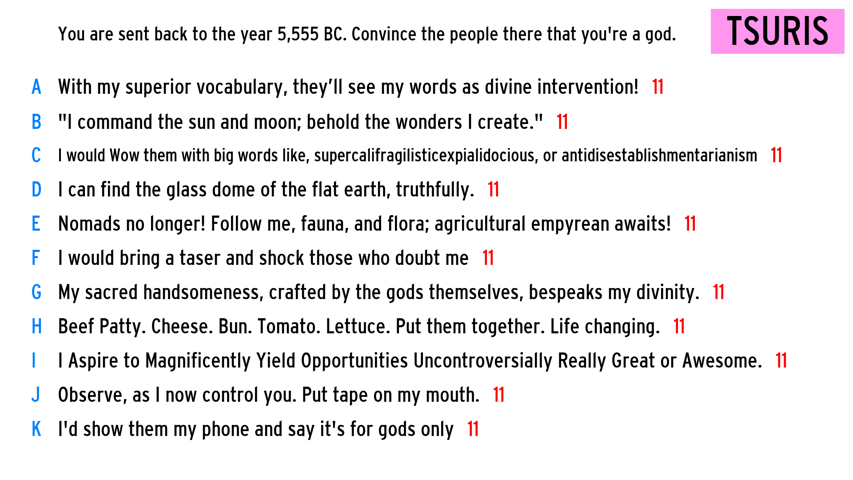 You are sent back to the year 5,555 BC. Convince the people there that you're a god. TSURIS
A With my superior vocabulary, they’ll see my words as divine intervention! 11
B "I command the sun and moon; behold the wonders I create." 11
C I would Wow them with big words like, supercalifragilisticexpialidocious, or antidisestablishmentarianism 11
D I can find the glass dome of the flat earth, truthfully. 11
E Nomads no longer! Follow me, fauna, and flora; agricultural empyrean awaits! 11
F I would bring a taser and shock those who doubt me 11
G My sacred handsomeness, crafted by the gods themselves, bespeaks my divinity. 11
H Beef Patty. Cheese. Bun. Tomato. Lettuce. Put them together. Life changing. 11
I I Aspire to Magnificently Yield Opportunities Uncontroversially Really Great or Awesome. 11
J Observe, as I now control you. Put tape on my mouth. 11
K I'd show them my phone and say it's for gods only 11